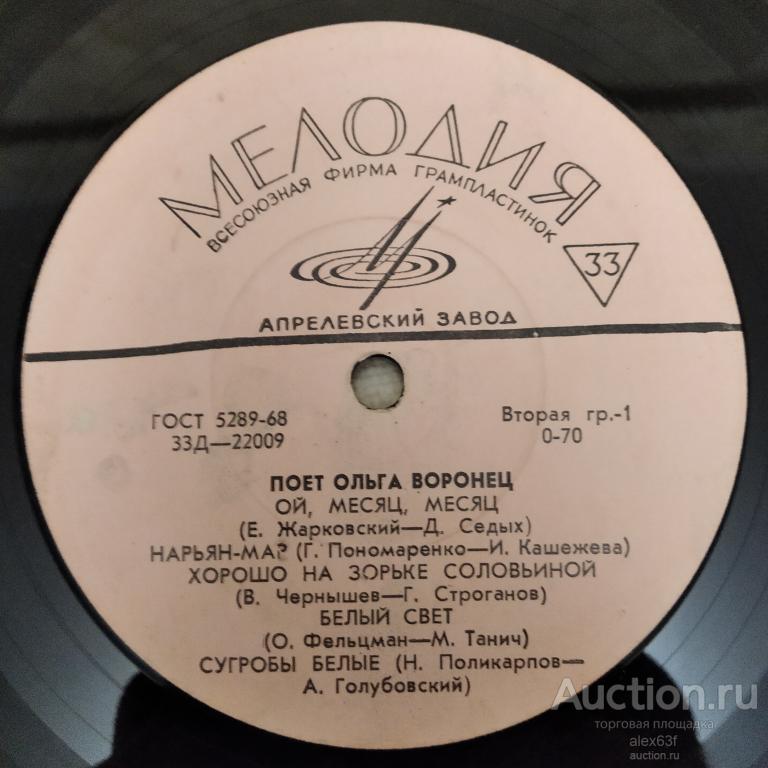 МЕЛОДИЯ
ВСЕСОЮЗНАЯ ФИРМА ГРАМПЛАСТИНОК
33
АПРЕЛЕВСКИЙ ЗАВОД
ГОСТ 5289-68
33Д—22009
Вторая гр.-1
0-70
ПОЕТ ОЛЬГА ВОРОНЕЦ
ОЙ, МЕСЯЦ, МЕСЯЦ
(Е. Жарковский—Д. Седых)
НАРЬЯН-МАР (Г. Пономаренко—И. Кашежева)
ХОРОШО НА ЗОРЬКЕ СОЛОВЬИНОЙ
(В. Чернышев—Г. Строганов)
БЕЛЫЙ СВЕТ
(О. Фельцман—М. Танич)
СУГРОБЫ БЕЛЫЕ (Н. Поликарпов—
А. Голубовский)
Auction.ru
торговая площадка
alex63f
auction.ru